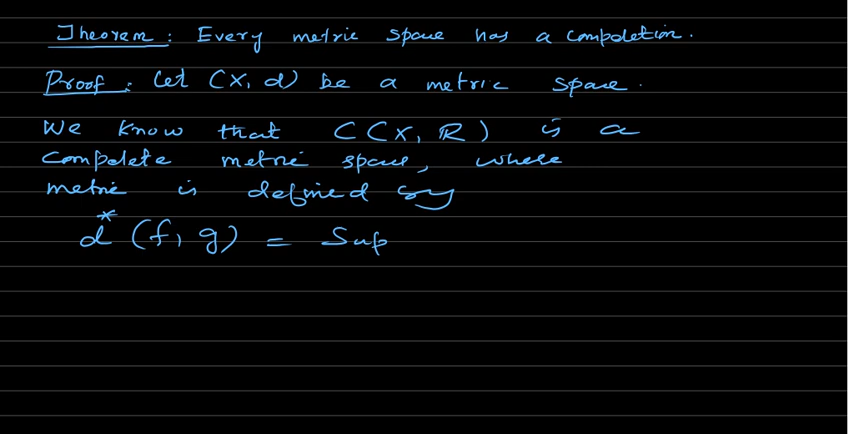 Theorem : Every metric space has a completion.
Proof : Let (X, d) be a metric space.
We know that C(X, R) is a
complete metric space, where
metric is defined by
d* (f, g) = Sup